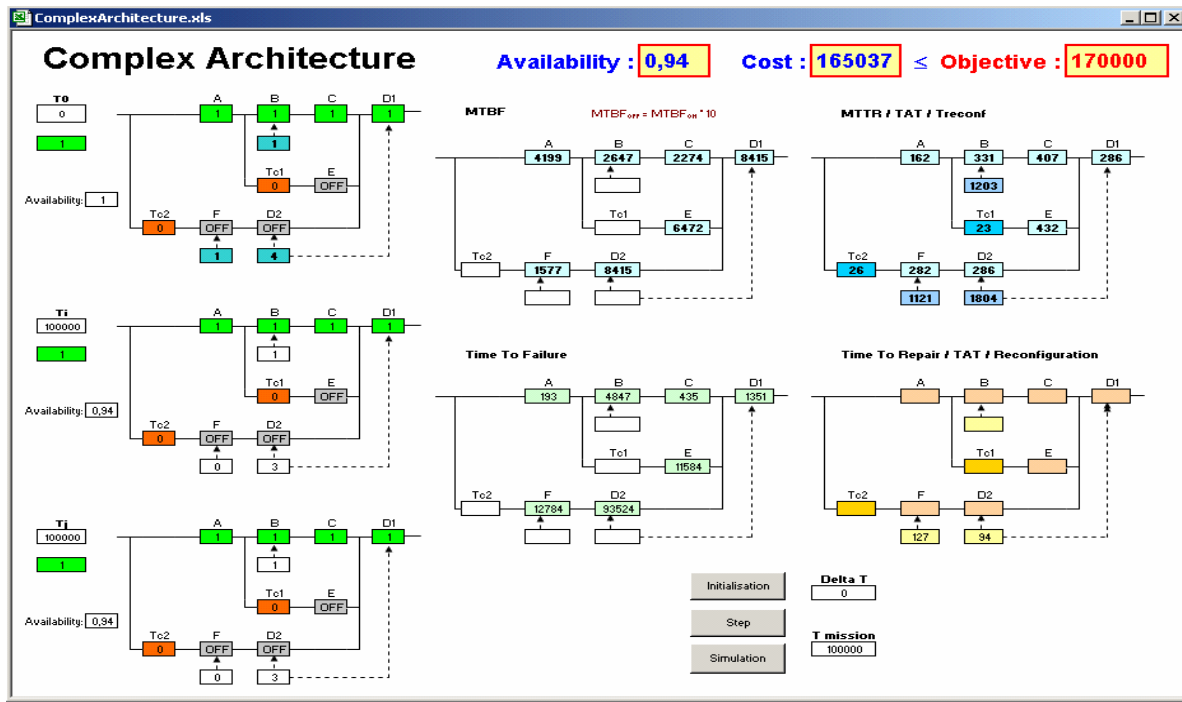 ComplexArchitecture.xls
Complex Architecture
Availability : 0,94 Cost : 165037 ≤ Objective : 170000
T0
0
1
Availability: 1
A B C D1
1 1 1 1
1
Tc1 E
0 OFF
Tc2 F D2
0 OFF OFF
1 4
MTBF MTBFOFF = MTBFON * 10
A B C D1
4199 2647 2274 8415
Tc1 E
6472
Tc2 F D2
1577 8415
MTTR / TAT / Treconf
A B C D1
162 331 407 286
1203
Tc1 E
23 432
Tc2 F D2
26 282 286
1121 1804
Ti
100000
1
Availability: 0,94
A B C D1
1 1 1 1
1
Tc1 E
0 OFF
Tc2 F D2
0 OFF OFF
0 3
Time To Failure
A B C D1
193 4847 435 1351
Tc1 E
11584
Tc2 F D2
12784 93524
Time To Repair / TAT / Reconfiguration
A B C D1
Tc1 E
Tc2 F D2
127 94
Tj
100000
1
Availability: 0,94
A B C D1
1 1 1 1
1
Tc1 E
0 OFF
Tc2 F D2
0 OFF OFF
0 3
Initialisation
Step
Simulation
Delta T
0
T mission
100000